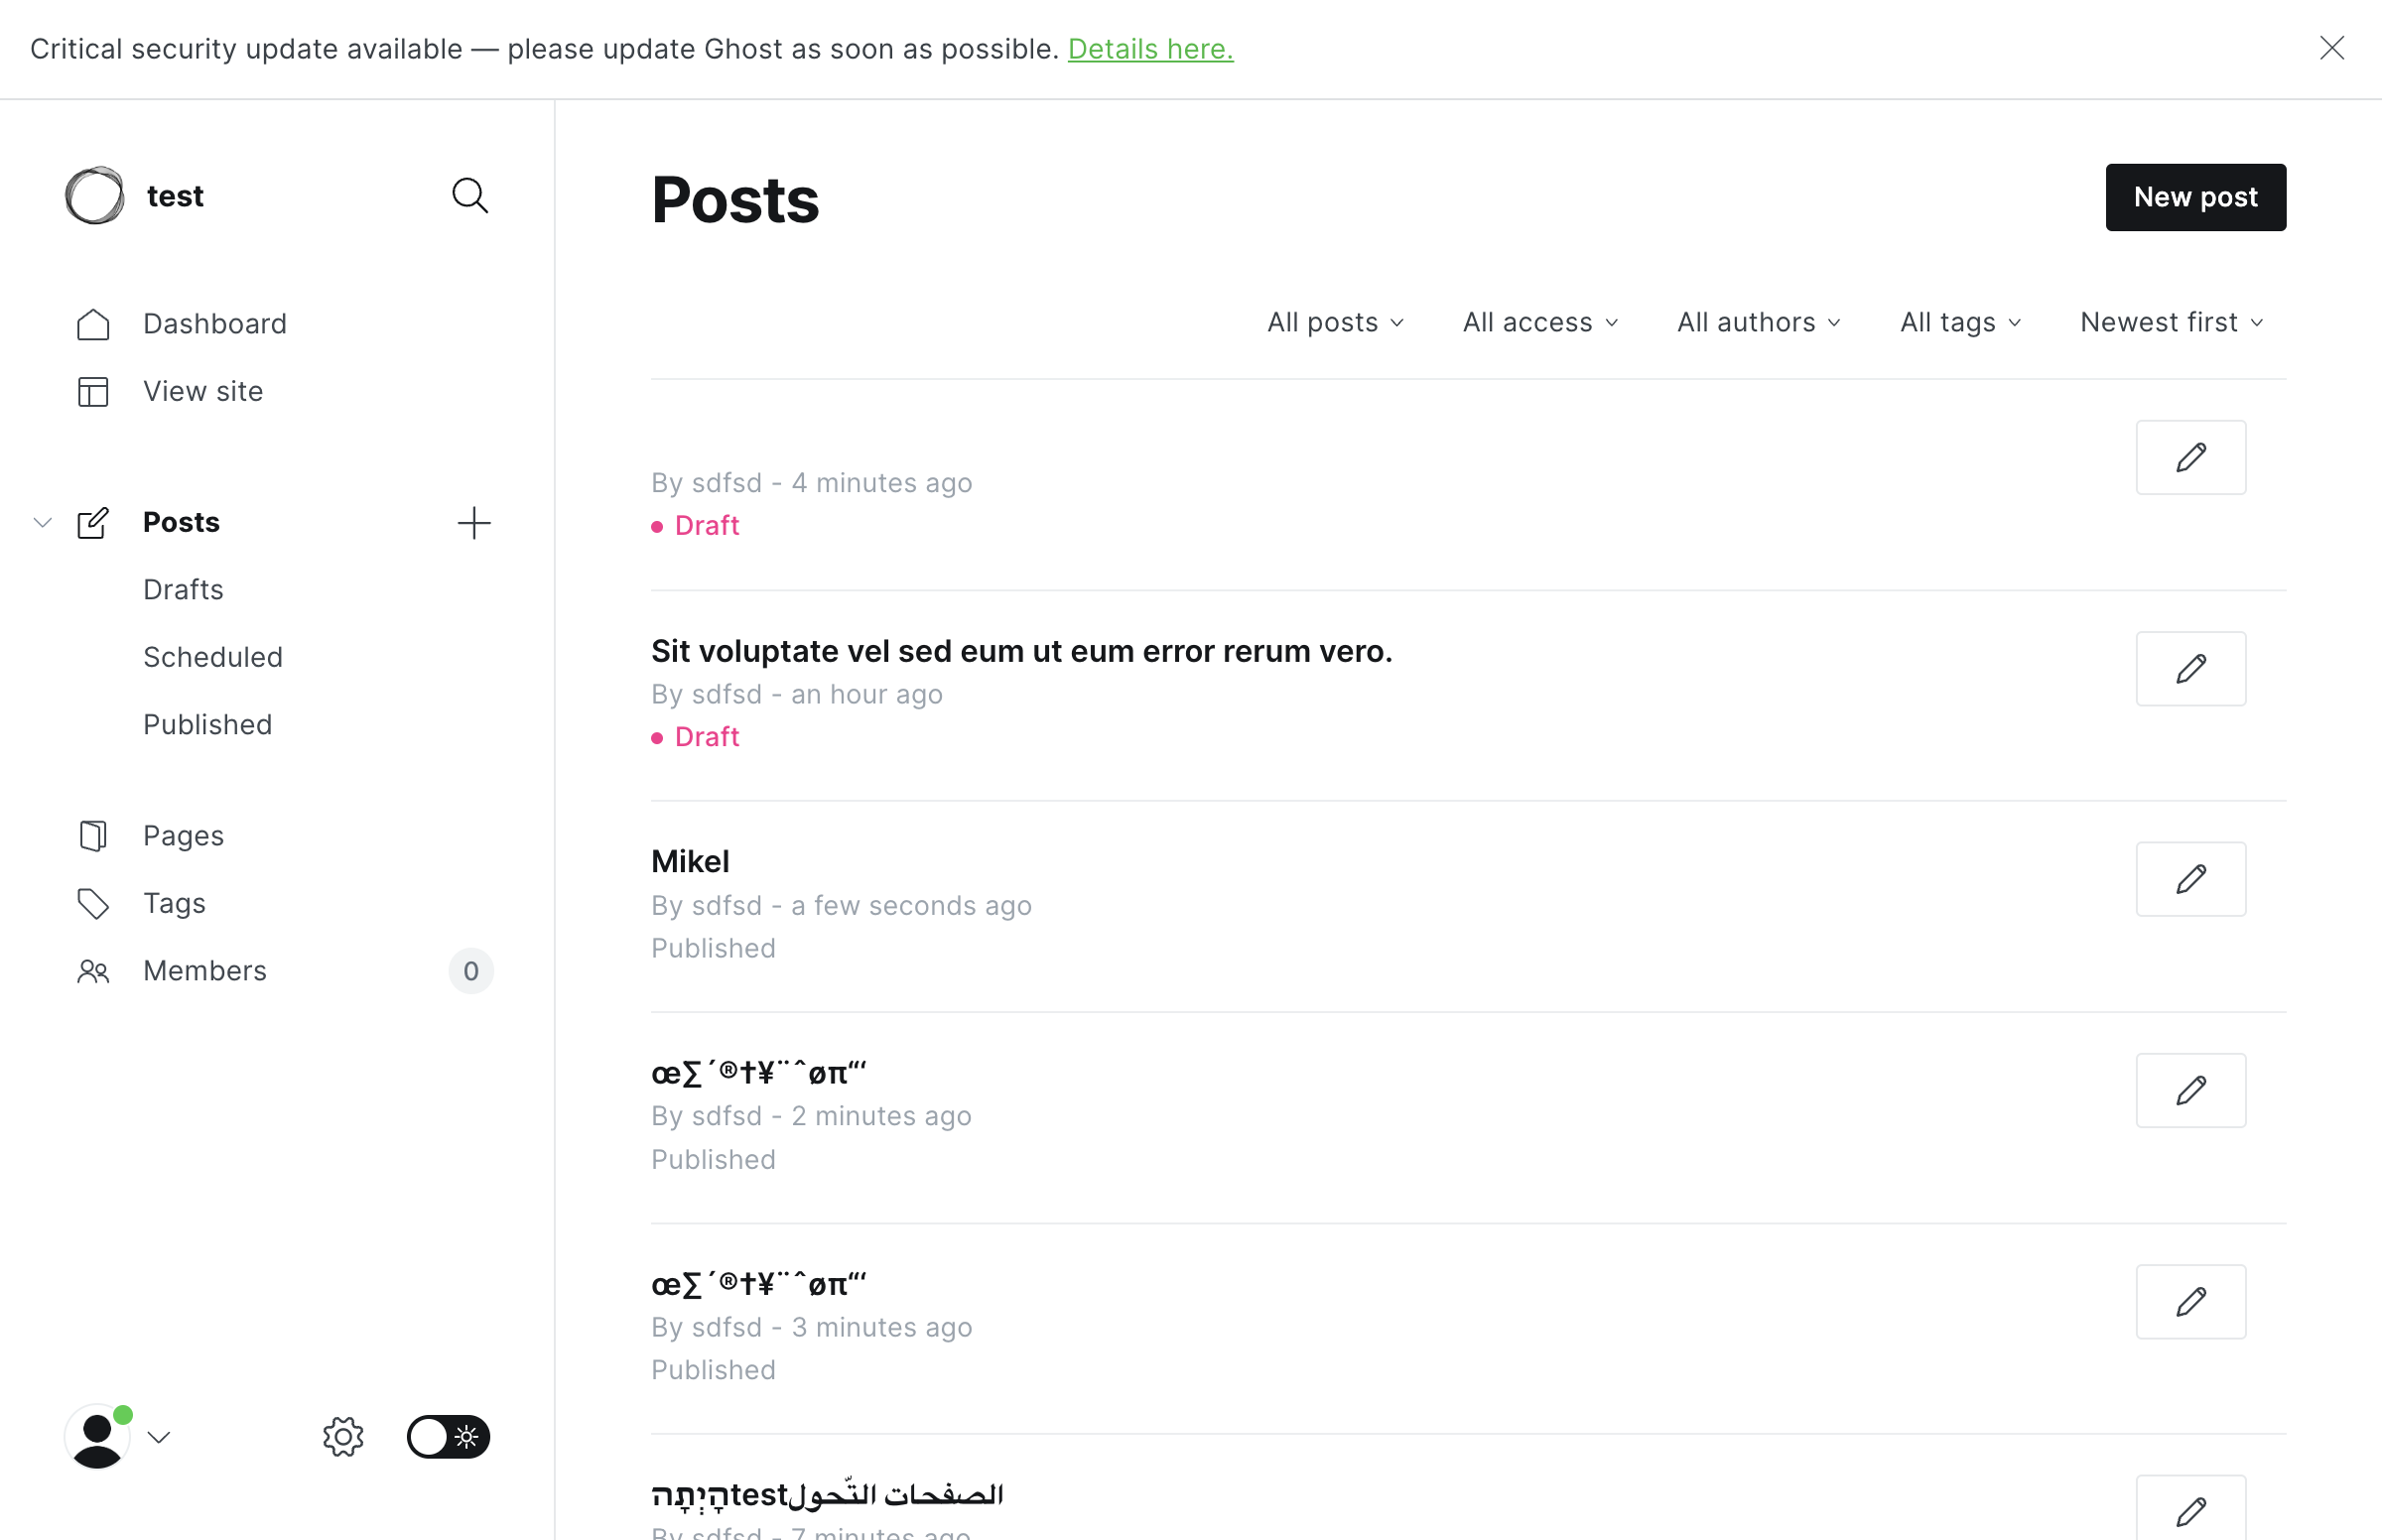 Critical security update available — please update Ghost as soon as possible. Details here.
test
Dashboard
View site
Posts
Drafts
Scheduled
Published
Pages
Tags
Members 0
Posts
New post
All posts All access All authors All tags Newest first
By sdfsd - 4 minutes ago
Draft
Sit voluptate vel sed eum ut eum error rerum vero.
By sdfsd - an hour ago
Draft
Mikel
By sdfsd - a few seconds ago
Published
œ∑´®†¥¨ˆøπ“‘
By sdfsd - 2 minutes ago
Published
œ∑´®†¥¨ˆøπ“‘
By sdfsd - 3 minutes ago
Published
הָיְתָהtestالصفحات التّحول
By sdfsd - 7 minutes ago